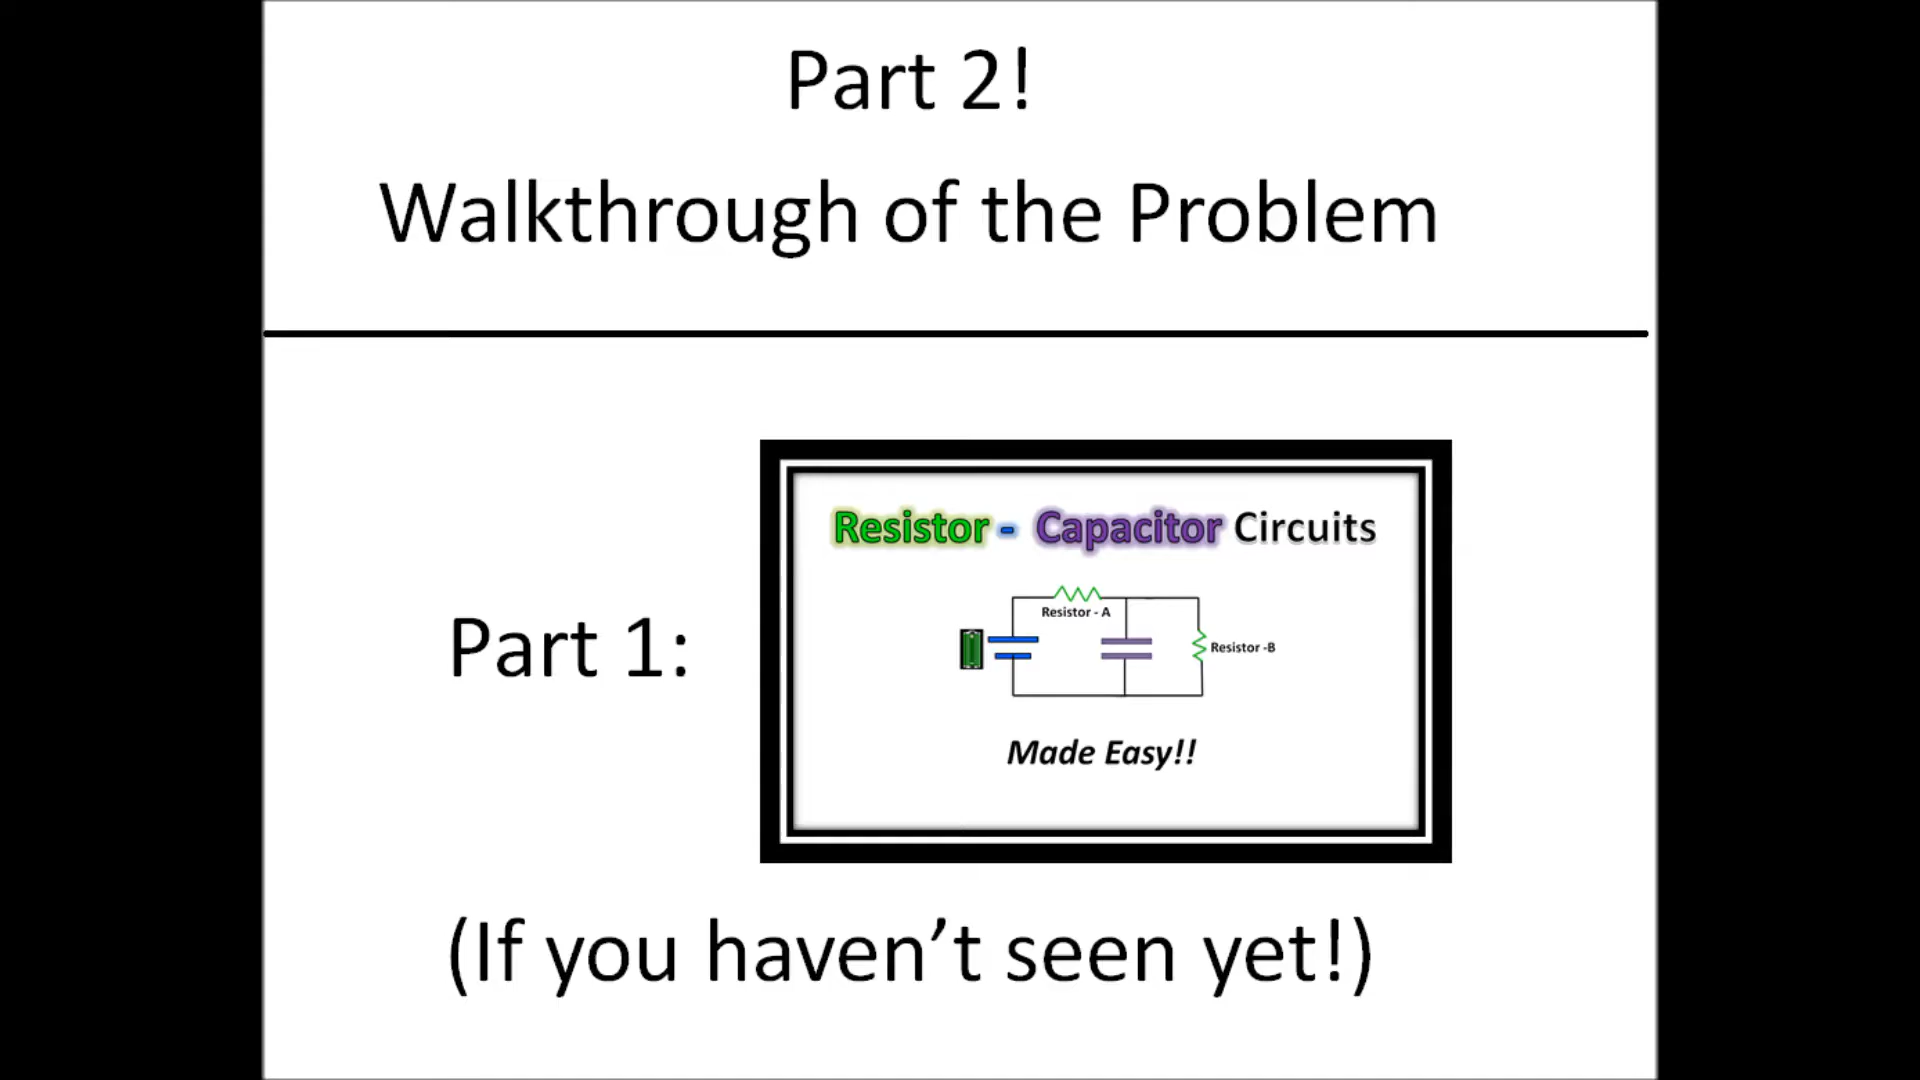 Part 2!
Walkthrough of the Problem
Part 1:
Resistor - Capacitor Circuits
Resistor - A
Resistor -B
Made Easy!!
(If you haven’t seen yet!)